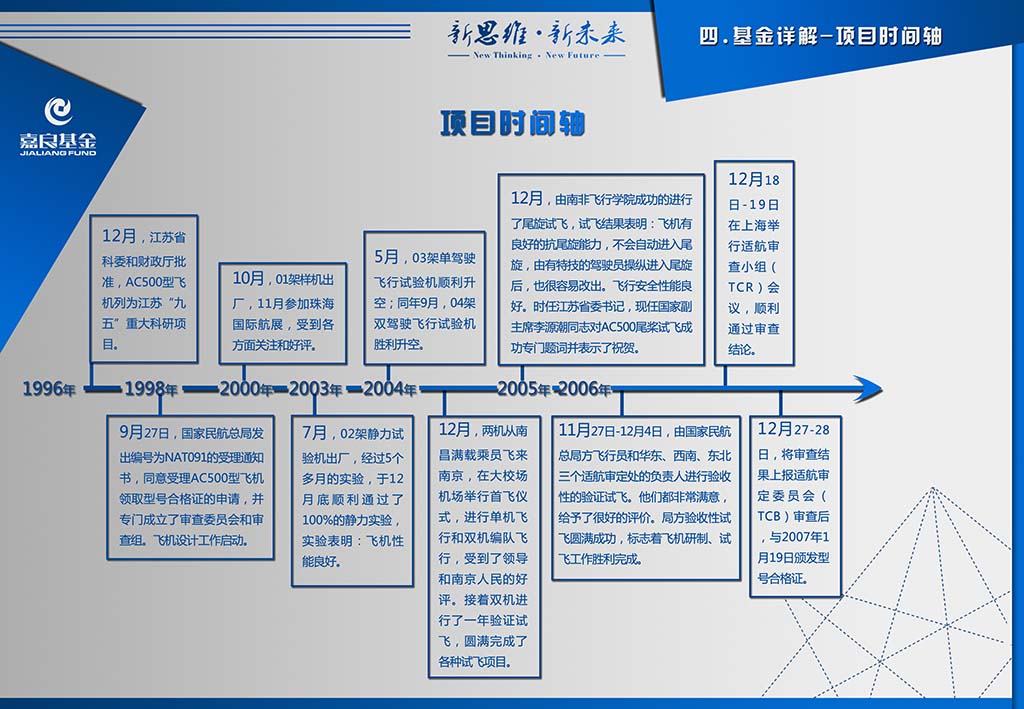 新思维·新未来
New Thinking · New Future
四.基金详解-项目时间轴
嘉良基金
JIALIANG FUND
项目时间轴
12月，江苏省
科委和财政厅批
准，AC500型飞
机列为江苏“九
五”重大科研项
目。
10月，01架样机出
厂，11月参加珠海
国际航展，受到各
方面关注和好评。
5月，03架单驾驶
飞行试验机顺利升
空；同年9月，04架
双驾驶飞行试验机
胜利升空。
12月，由南非飞行学院成功的进行
了尾旋试飞，试飞结果表明：飞机有
良好的抗尾旋能力，不会自动进入尾
旋，由有特技的驾驶员操纵进入尾旋
后，也很容易改出。飞行安全性能良
好。时任江苏省委书记，现任国家副
主席李源潮同志对AC500尾桨试飞成
功专门题词并表示了祝贺。
12月18
日-19日
在上海举
行适航审
查小组（
TCR）会
议，顺利
通过审查
结论。
1996年 1998年 2000年 2003年 2004年 2005年 2006年
9月27日，国家民航总局发
出编号为NAT091的受理通知
书，同意受理AC500型飞机
领取型号合格证的申请，并
专门成立了审查委员会和审
查组。飞机设计工作启动。
7月，02架静力试
验机出厂，经过5个
多月的实验，于12
月底顺利通过了
100%的静力实验，
实验表明：飞机性
能良好。
12月，两机从南
昌满载乘员飞来
南京，在大校场
机场举行首飞仪
式，进行单机飞
行和双机编队飞
行，受到了领导
和南京人民的好
评。接着双机进
行了一年验证试
飞，圆满完成了
各种试飞项目。
11月27日-12月4日，由国家民航
总局方飞行员和华东、西南、东北
三个适航审定处的负责人进行验收
性的验证试飞。他们都非常满意，
给予了很好的评价。局方验收性试
飞圆满成功，标志着飞机研制、试
飞工作胜利完成。
12月27-28
日，将审查结
果上报适航审
定委员会（
TCB）审查后
，与2007年1
月19日颁发型
号合格证。